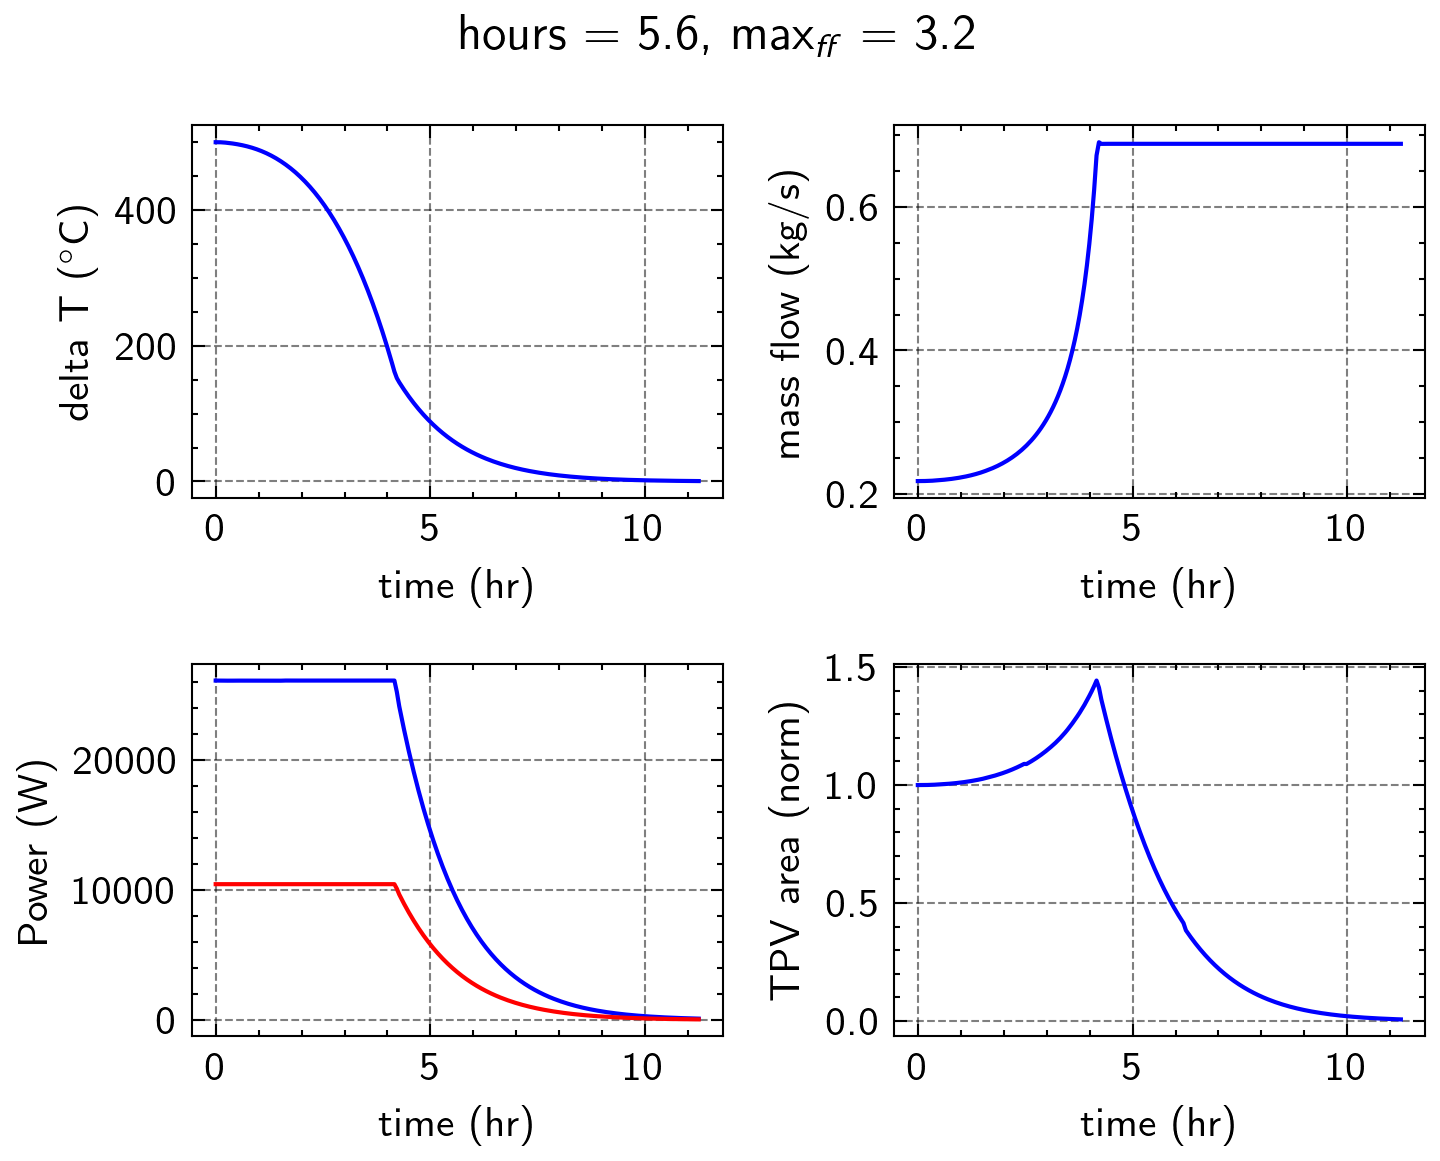 hours = 5.6, max_ff = 3.2
delta T (°C)
400
200
0
0 5 10
time (hr)
mass flow (kg/s)
0.6
0.4
0.2
0 5 10
time (hr)
Power (W)
20000
10000
0
0 5 10
time (hr)
TPV area (norm)
1.5
1.0
0.5
0.0
0 5 10
time (hr)